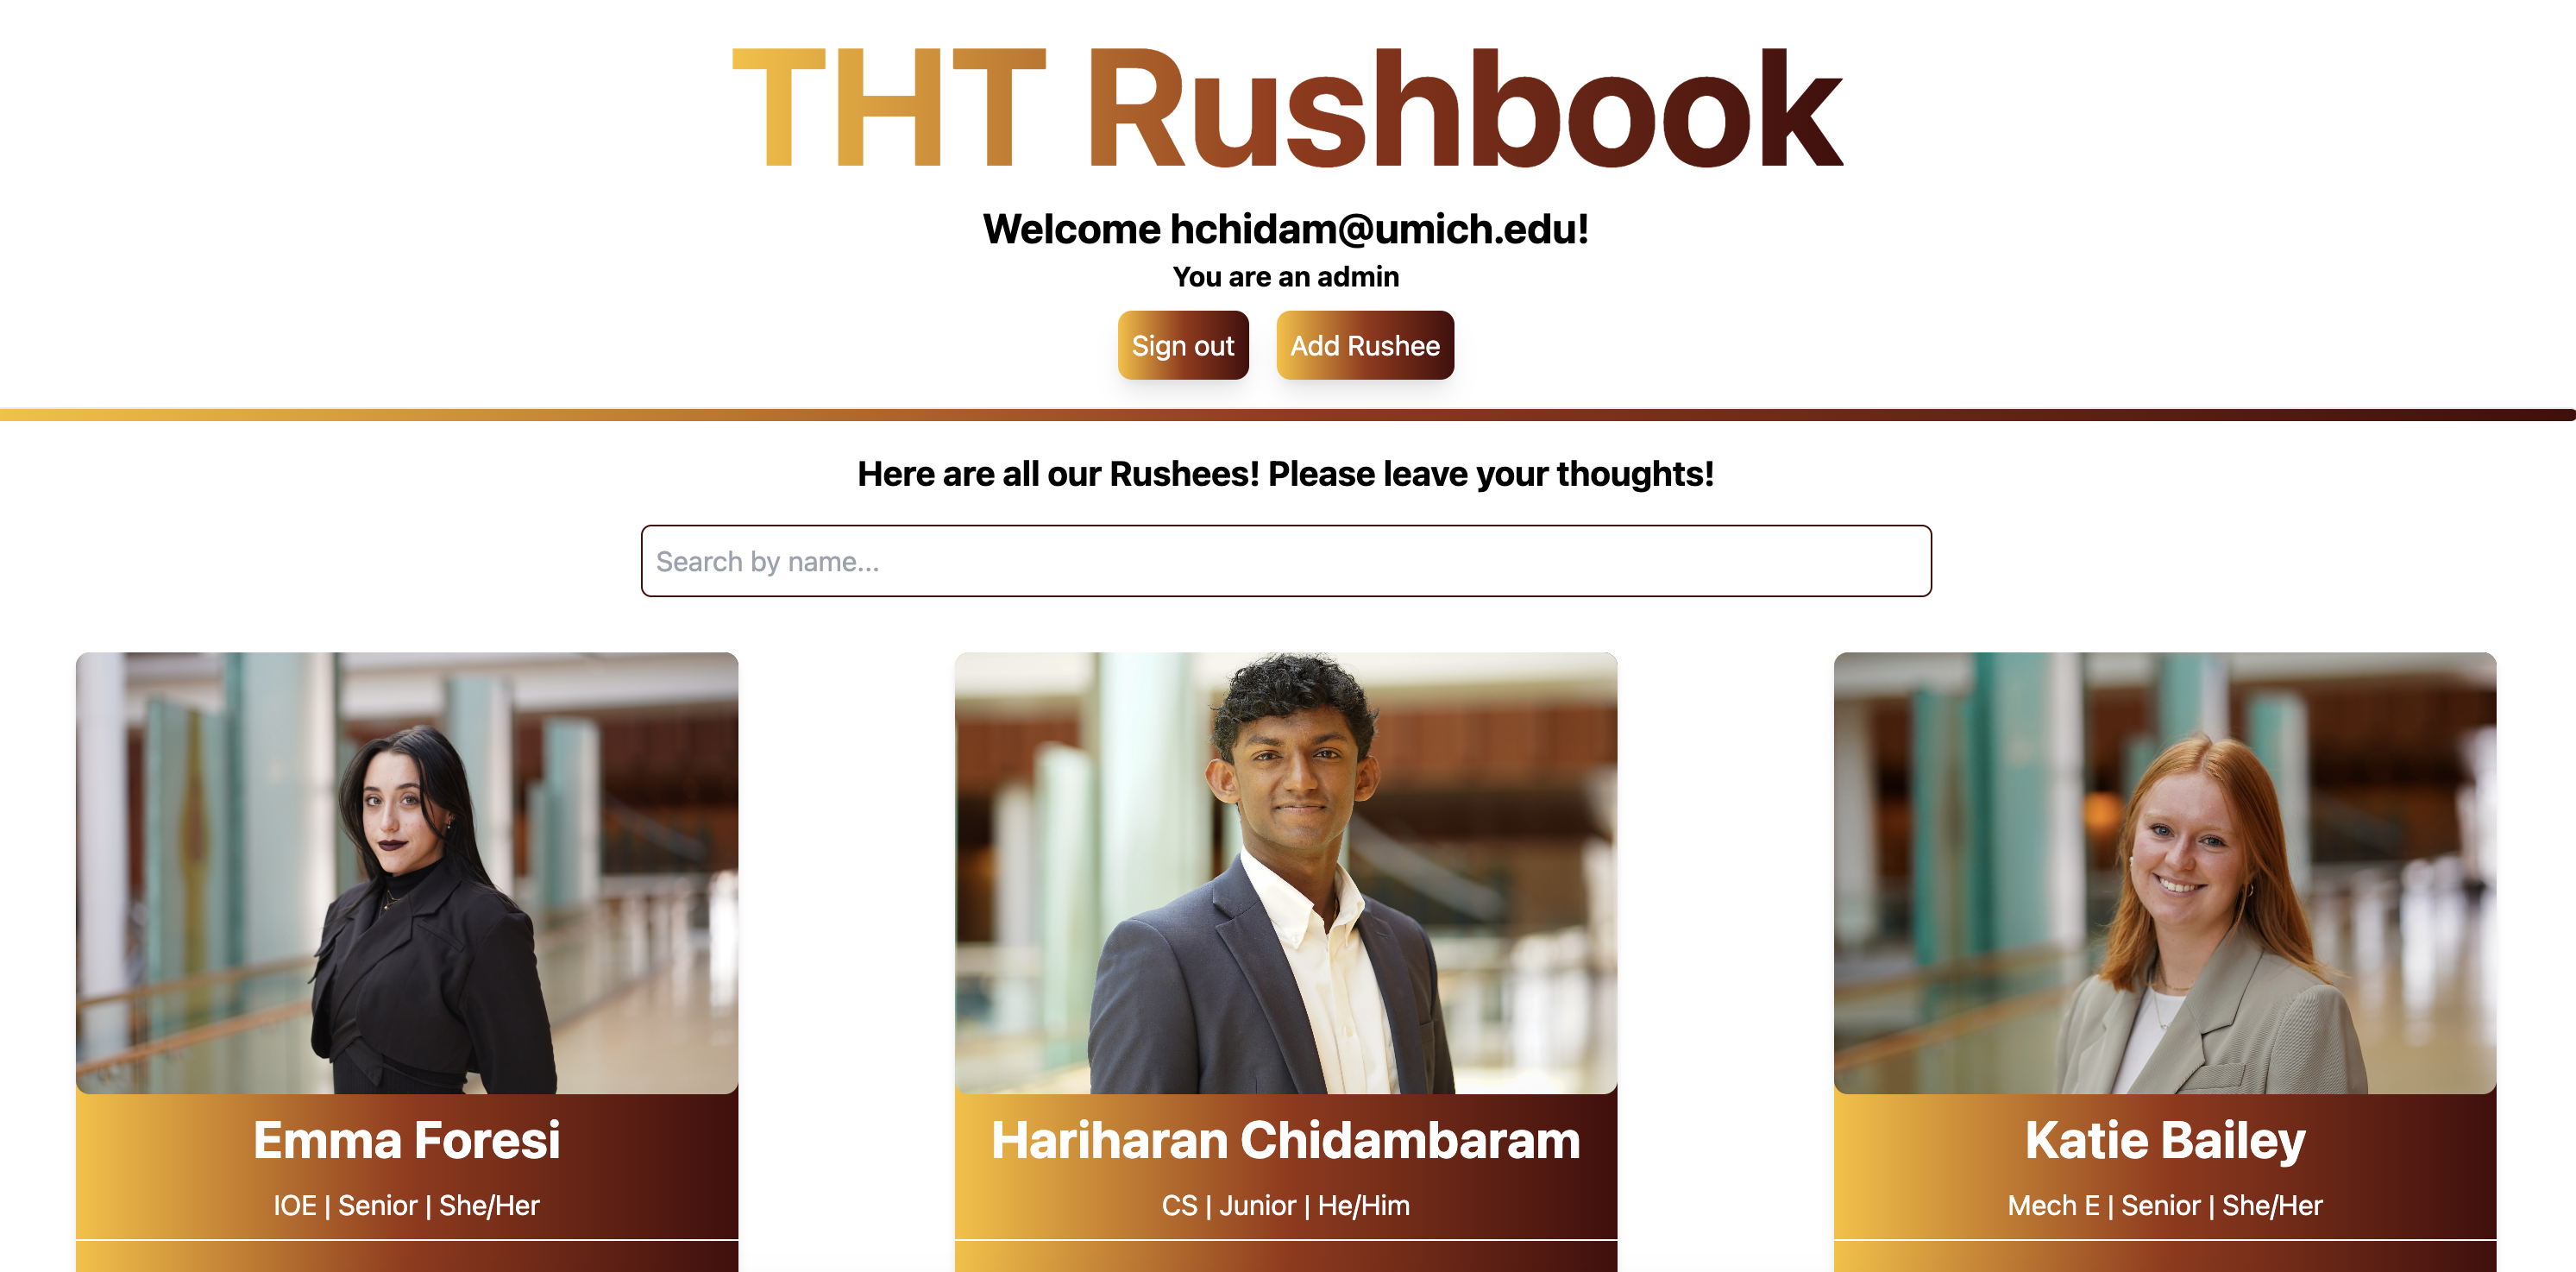 THT Rushbook
Welcome hchidam@umich.edu!
You are an admin
Sign out
Add Rushee
Here are all our Rushees! Please leave your thoughts!
Search by name...
Emma Foresi
IOE | Senior | She/Her
Hariharan Chidambaram
CS | Junior | He/Him
Katie Bailey
Mech E | Senior | She/Her